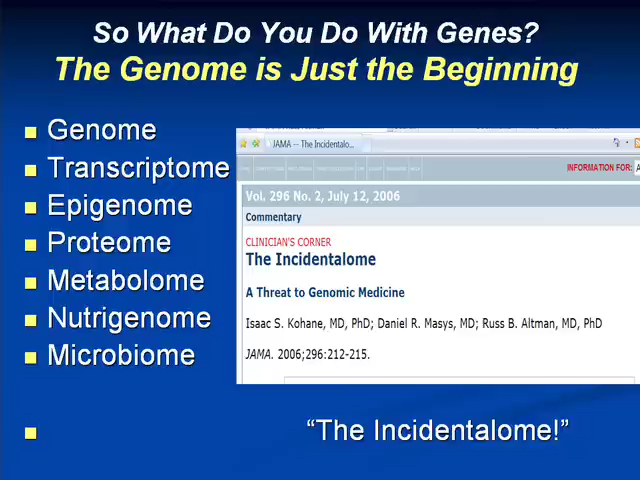 So What Do You Do With Genes?
The Genome is Just the Beginning
Genome
Transcriptome
Epigenome
Proteome
Metabolome
Nutrigenome
Microbiome
JAMA -- The Incidentalo...
INFORMATION FOR:
Vol. 296 No. 2, July 12, 2006
Commentary
CLINICIAN'S CORNER
The Incidentalome
A Threat to Genomic Medicine
Isaac S. Kohane, MD, PhD; Daniel R. Masys, MD; Russ B. Altman, MD, PhD
JAMA. 2006;296:212-215.
“The Incidentalome!”